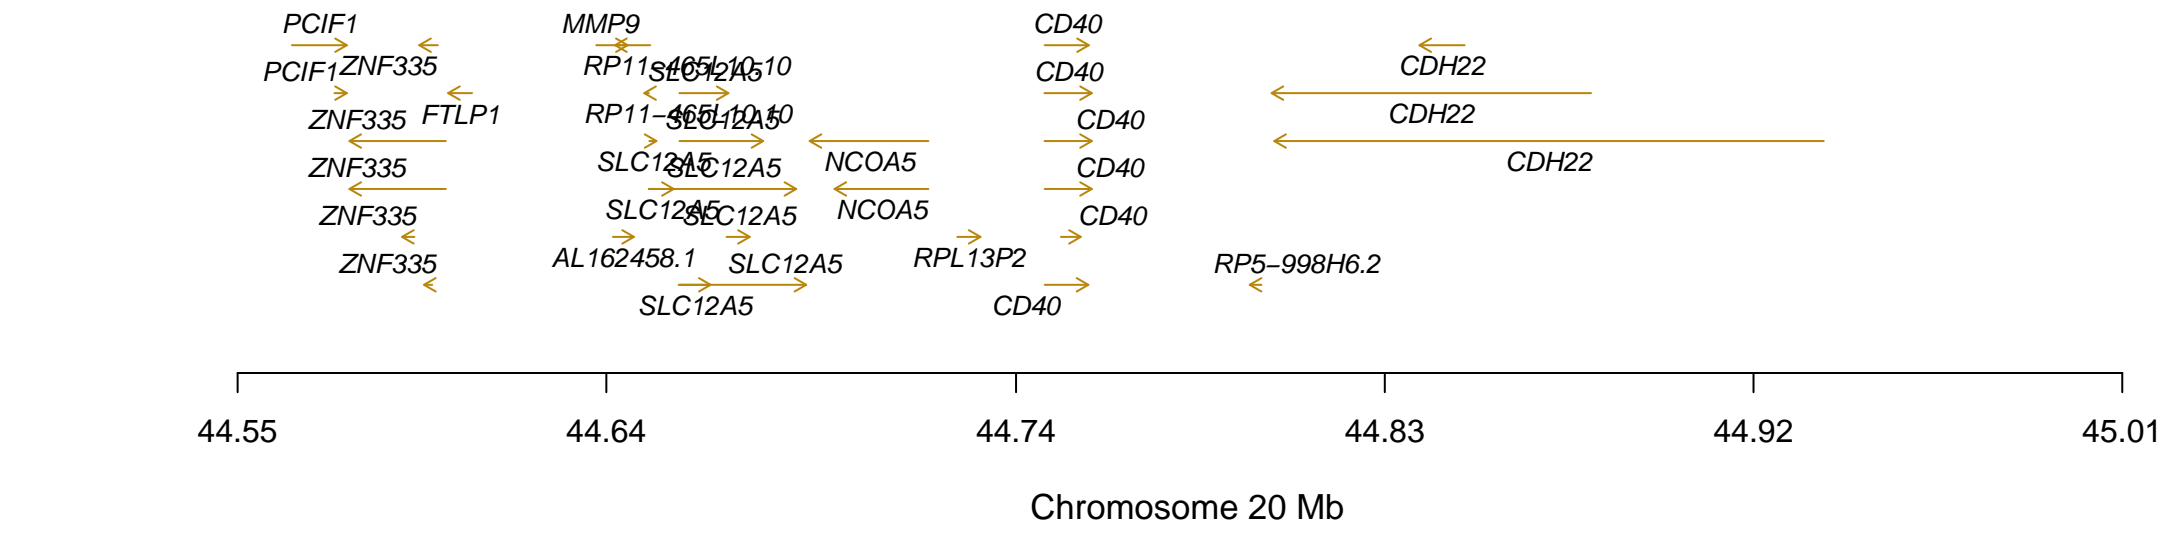 PCIF1 MMP9 CD40
ZNF335 RP11–465L10.10 CDH22
PCIF1 SLC12A5 CD40
FTLP1 RP11–465L10.10 CDH22
ZNF335 SLC12A5 CD40
SLC12A5 NCOA5 CDH22
ZNF335 SLC12A5 CD40
SLC12A5 NCOA5
ZNF335 SLC12A5 CD40
AL162458.1 RPL13P2
ZNF335 SLC12A5 RP5–998H6.2
SLC12A5 CD40
44.55 44.64 44.74 44.83 44.92 45.01
Chromosome 20 Mb